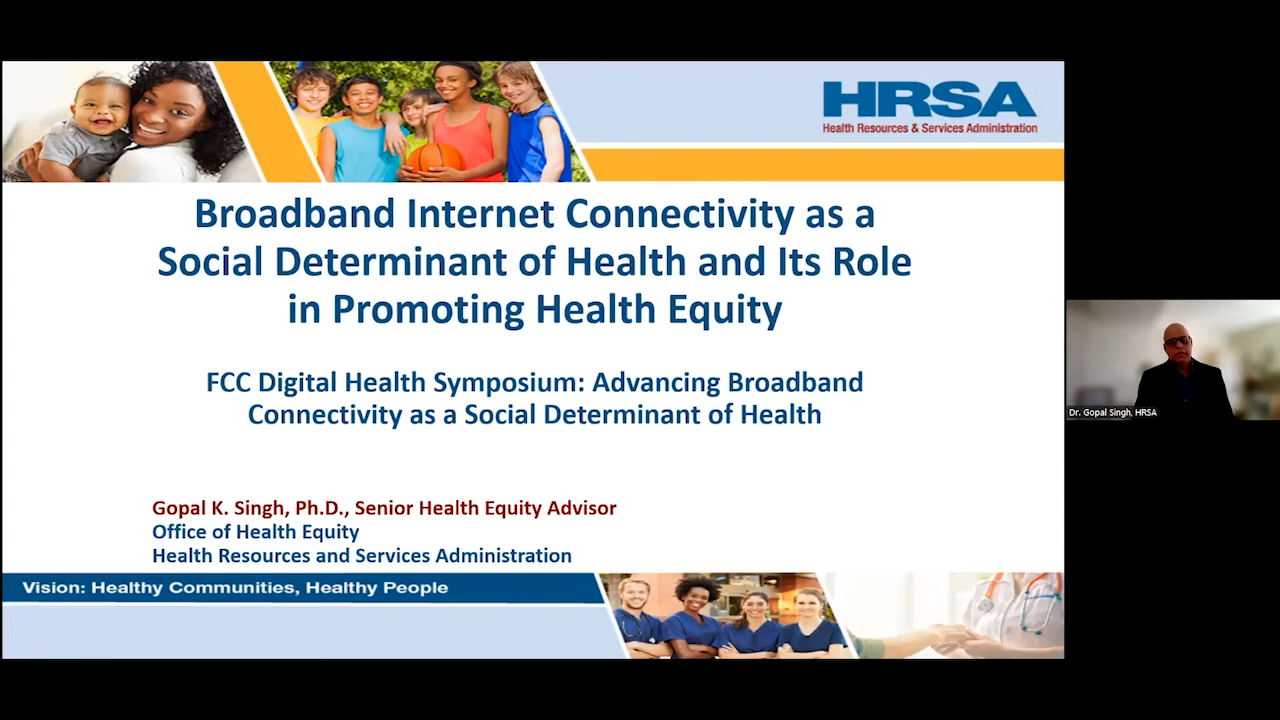 HRSA
Health Resources & Services Administration
Broadband Internet Connectivity as a
Social Determinant of Health and Its Role
in Promoting Health Equity
FCC Digital Health Symposium: Advancing Broadband
Connectivity as a Social Determinant of Health
Gopal K. Singh, Ph.D., Senior Health Equity Advisor
Office of Health Equity
Health Resources and Services Administration
Vision: Healthy Communities, Healthy People
Dr. Gopal Singh, HRSA